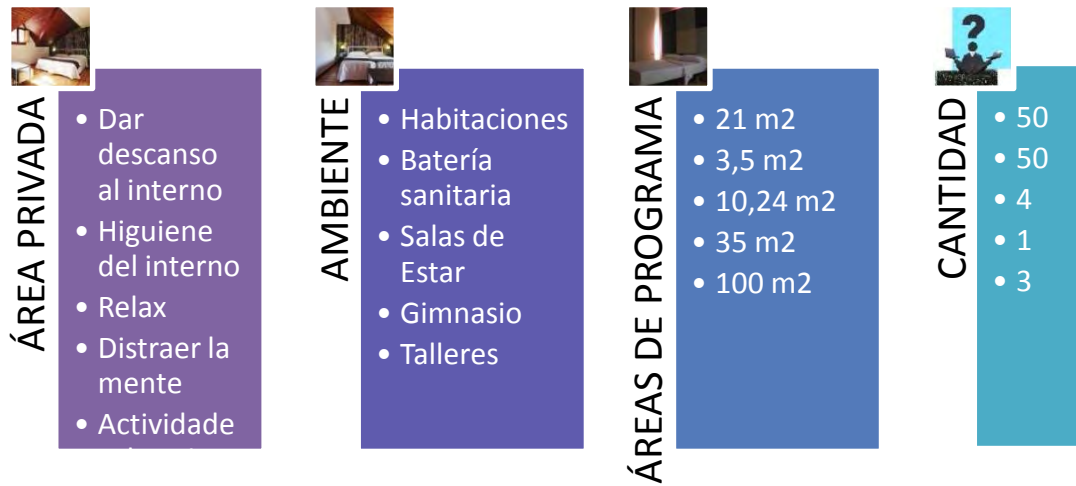 ÁREA PRIVADA
• Dar
descanso
al interno
• Higuiene
del interno
• Relax
• Distraer la
mente
• Actividade
AMBIENTE
• Habitaciones
• Batería
sanitaria
• Salas de
Estar
• Gimnasio
• Talleres
ÁREAS DE PROGRAMA
• 21 m2
• 3,5 m2
• 10,24 m2
• 35 m2
• 100 m2
?
CANTIDAD
• 50
• 50
• 4
• 1
• 3